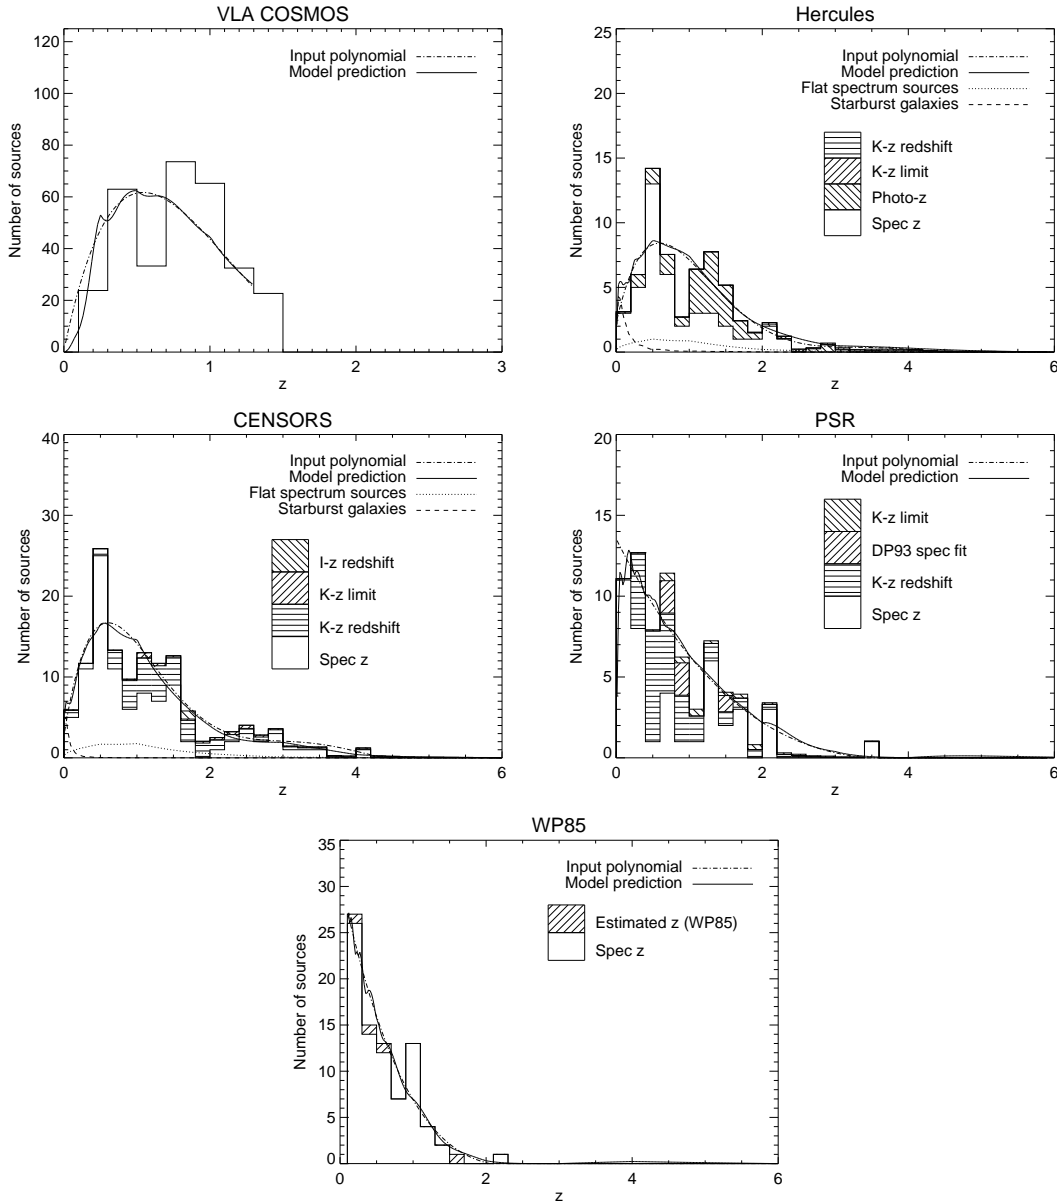 VLA COSMOS
Input polynomial
Model prediction
Number of sources
0 20 40 60 80 100 120
0 1 2 3
z
Hercules
Input polynomial
Model prediction
Flat spectrum sources
Starburst galaxies
K-z redshift
K-z limit
Photo-z
Spec z
Number of sources
0 5 10 15 20 25
0 2 4 6
z
CENSORS
Input polynomial
Model prediction
Flat spectrum sources
Starburst galaxies
I-z redshift
K-z limit
K-z redshift
Spec z
Number of sources
0 10 20 30 40
0 2 4 6
z
PSR
Input polynomial
Model prediction
K-z limit
DP93 spec fit
K-z redshift
Spec z
Number of sources
0 5 10 15 20
0 2 4 6
z
WP85
Input polynomial
Model prediction
Estimated z (WP85)
Spec z
Number of sources
0 5 10 15 20 25 30 35
0 2 4 6
z